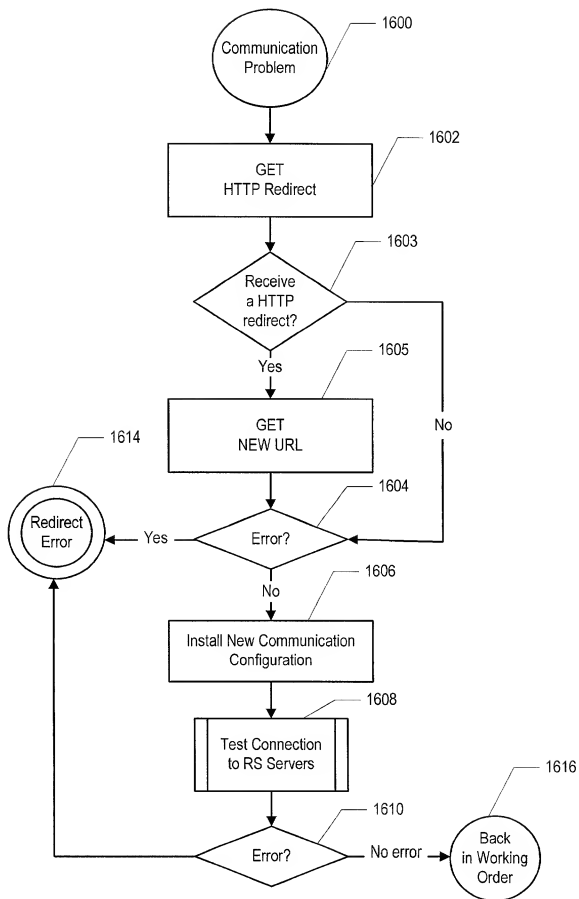 Communication
Problem
1600
GET
HTTP Redirect
1602
Receive
a HTTP
redirect?
1603
Yes
No
GET
NEW URL
1605
Redirect
Error
1614
Yes
Error?
1604
No
Install New Communication
Configuration
1606
Test Connection
to RS Servers
1608
Error?
1610
No error
Back
in Working
Order
1616